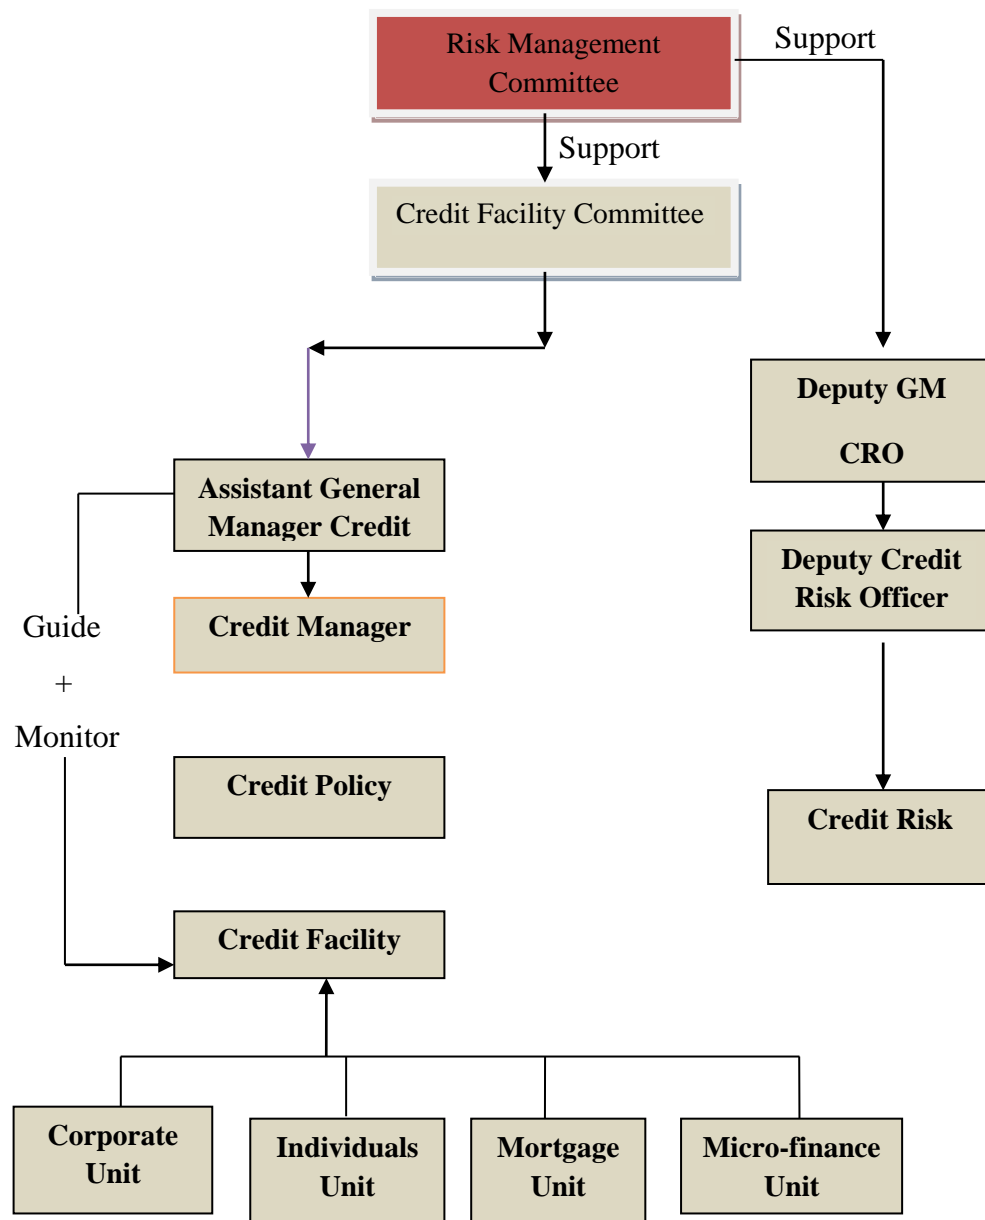 Risk Management
Committee
Support
Support
Credit Facility Committee
Deputy GM
CRO
Assistant General
Manager Credit
Deputy Credit
Risk Officer
Guide
+
Monitor
Credit Manager
Credit Policy
Credit Risk
Credit Facility
Corporate
Unit
Individuals
Unit
Mortgage
Unit
Micro-finance
Unit